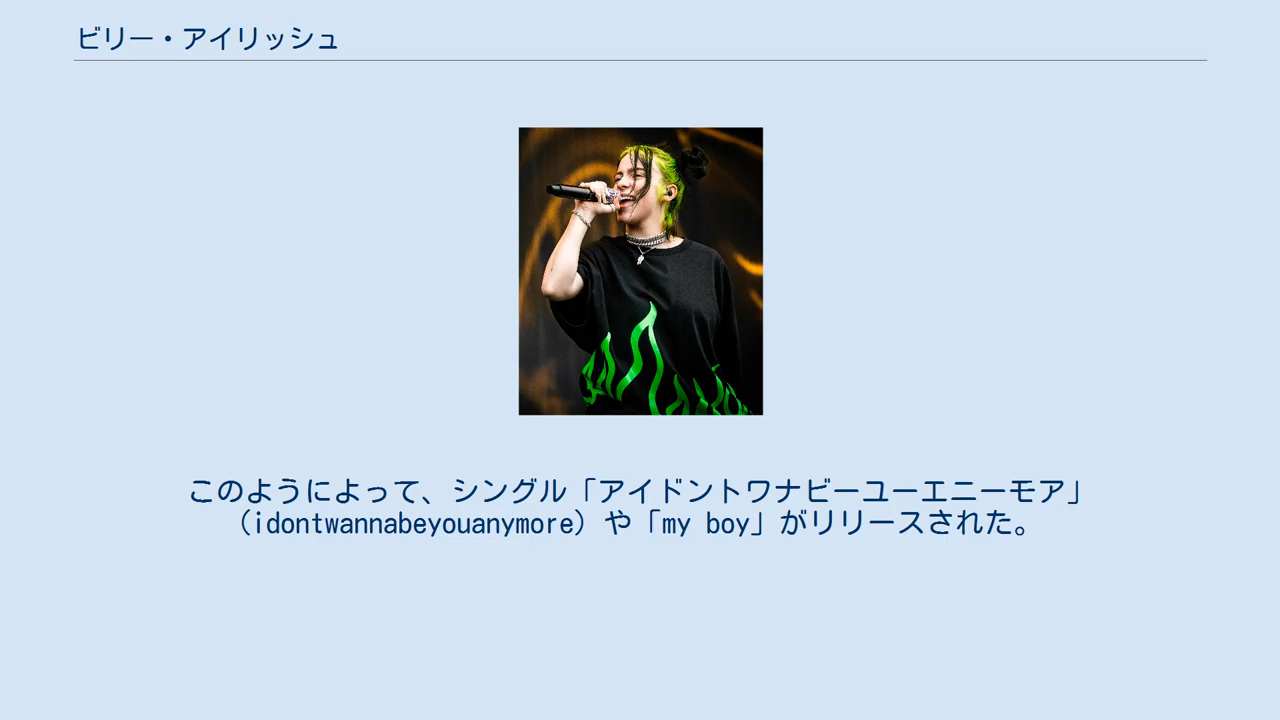 ビリー・アイリッシュ
このようによって、シングル「アイドントワナビーユーエニーモア」
（idontwannabeyouanymore）や「my boy」がリリースされた。